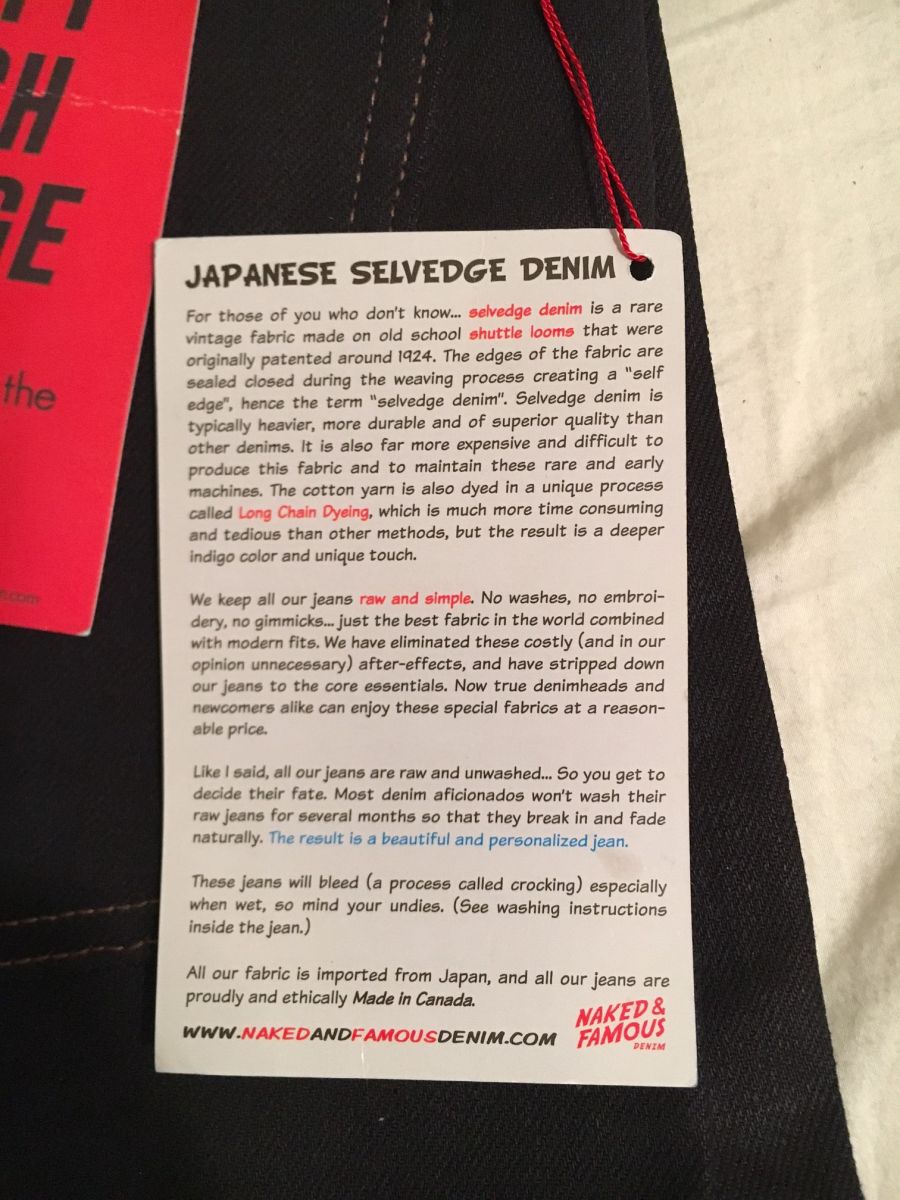 CH
GE
the
.com
JAPANESE SELVEDGE DENIM
For those of you who don't know... selvedge denim is a rare
vintage fabric made on old school shuttle looms that were
originally patented around 1924. The edges of the fabric are
sealed closed during the weaving process creating a "self
edge", hence the term "selvedge denim". Selvedge denim is
typically heavier, more durable and of superior quality than
other denims. It is also far more expensive and difficult to
produce this fabric and to maintain these rare and early
machines. The cotton yarn is also dyed in a unique process
called Long Chain Dyeing, which is much more time consuming
and tedious than other methods, but the result is a deeper
indigo color and unique touch.
We keep all our jeans raw and simple. No washes, no embroi-
dery, no gimmicks... just the best fabric in the world combined
with modern fits. We have eliminated these costly (and in our
opinion unnecessary) after-effects, and have stripped down
our jeans to the core essentials. Now true denimheads and
newcomers alike can enjoy these special fabrics at a reason-
able price.
Like I said, all our jeans are raw and unwashed... So you get to
decide their fate. Most denim aficionados won't wash their
raw jeans for several months so that they break in and fade
naturally. The result is a beautiful and personalized jean.
These jeans will bleed (a process called crocking) especially
when wet, so mind your undies. (See washing instructions
inside the jean.)
All our fabric is imported from Japan, and all our jeans are
proudly and ethically Made in Canada.
WWW.NAKEDANDFAMOUSDENIM.COM
NAKED &
FAMOUS
DENIM